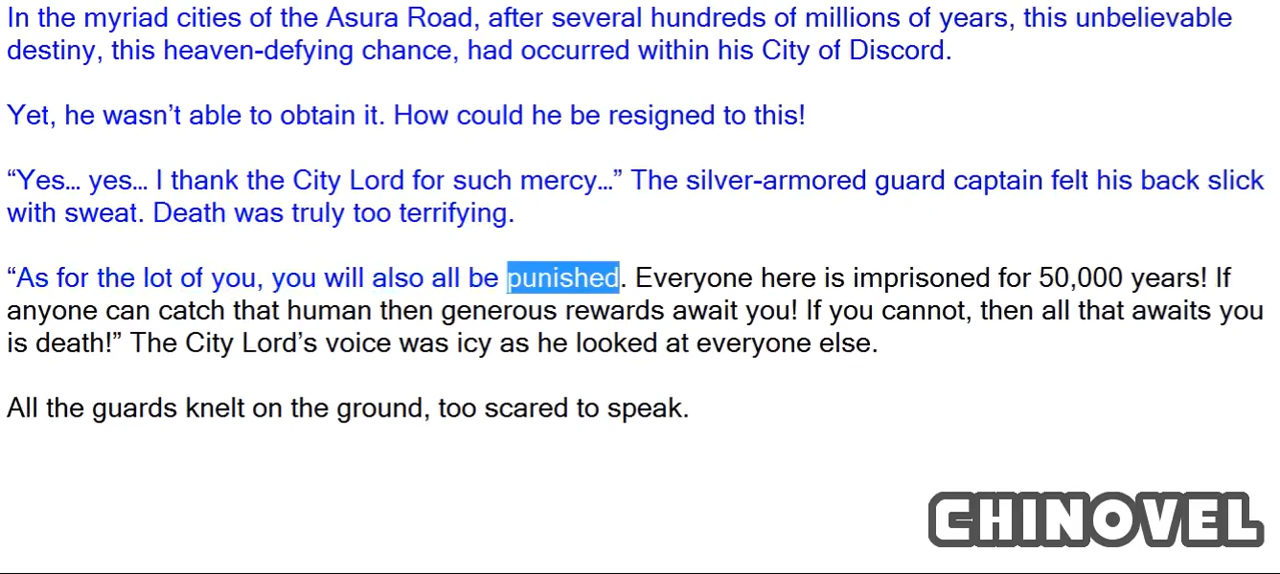 In the myriad cities of the Asura Road, after several hundreds of millions of years, this unbelievable
destiny, this heaven-defying chance, had occurred within his City of Discord.
Yet, he wasn’t able to obtain it. How could he be resigned to this!
“Yes… yes… I thank the City Lord for such mercy…” The silver-armored guard captain felt his back slick
with sweat. Death was truly too terrifying.
“As for the lot of you, you will also all be punished. Everyone here is imprisoned for 50,000 years! If
anyone can catch that human then generous rewards await you! If you cannot, then all that awaits you
is death!” The City Lord’s voice was icy as he looked at everyone else.
All the guards knelt on the ground, too scared to speak.
CHINOVEL